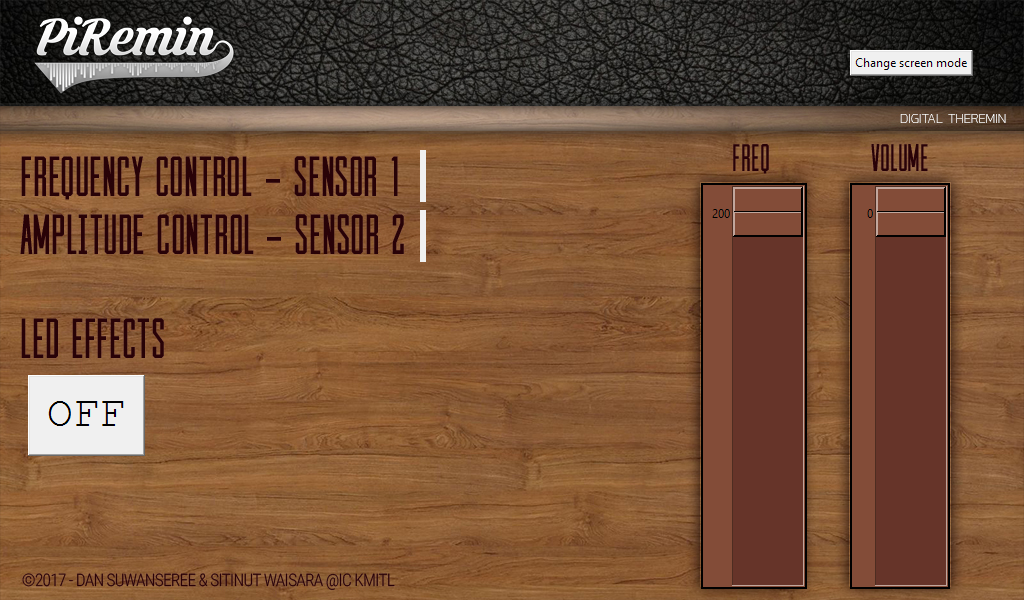 PiRemin
Change screen mode
DIGITAL THEREMIN
FREQUENCY CONTROL – SENSOR 1
AMPLITUDE CONTROL – SENSOR 2
FREQ
VOLUME
200
0
LED EFFECTS
OFF
©2017 - DAN SUWANSEREE & SITINUT WAISARA @IC KMITL